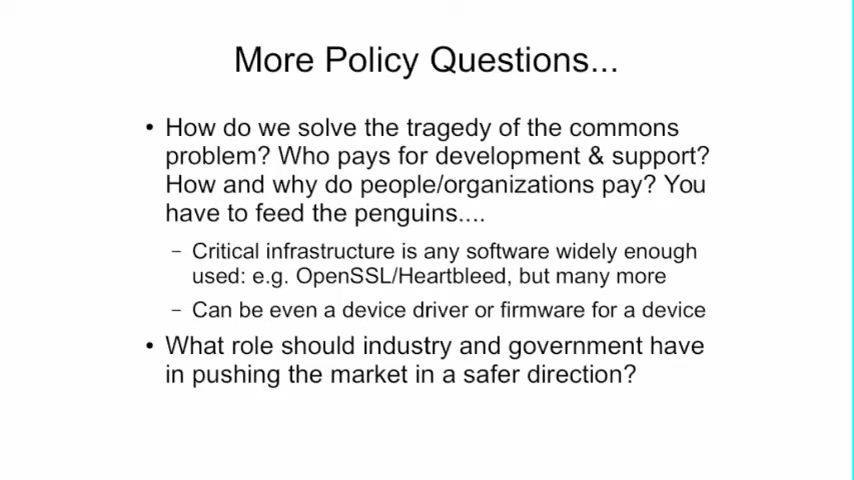 More Policy Questions...
• How do we solve the tragedy of the commons
problem? Who pays for development & support?
How and why do people/organizations pay? You
have to feed the penguins....
– Critical infrastructure is any software widely enough
used: e.g. OpenSSL/Heartbleed, but many more
– Can be even a device driver or firmware for a device
• What role should industry and government have
in pushing the market in a safer direction?